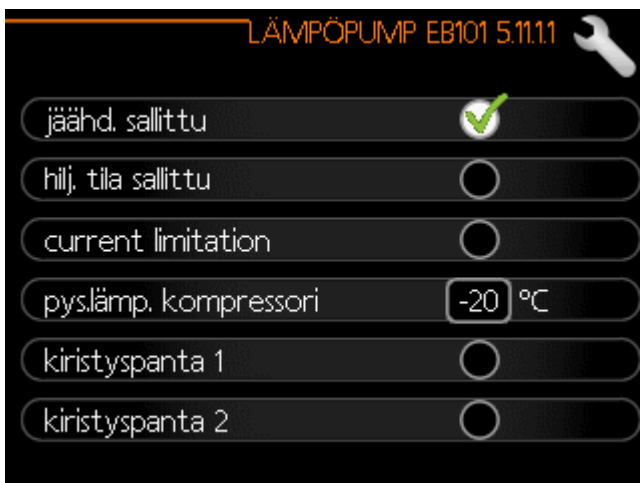 LÄMPÖPUMP EB101 5.11.1.1
jäähd. sallittu
hilj. tila sallittu
current limitation
pys.lämp. kompressori -20 °C
kiristyspanta 1
kiristyspanta 2